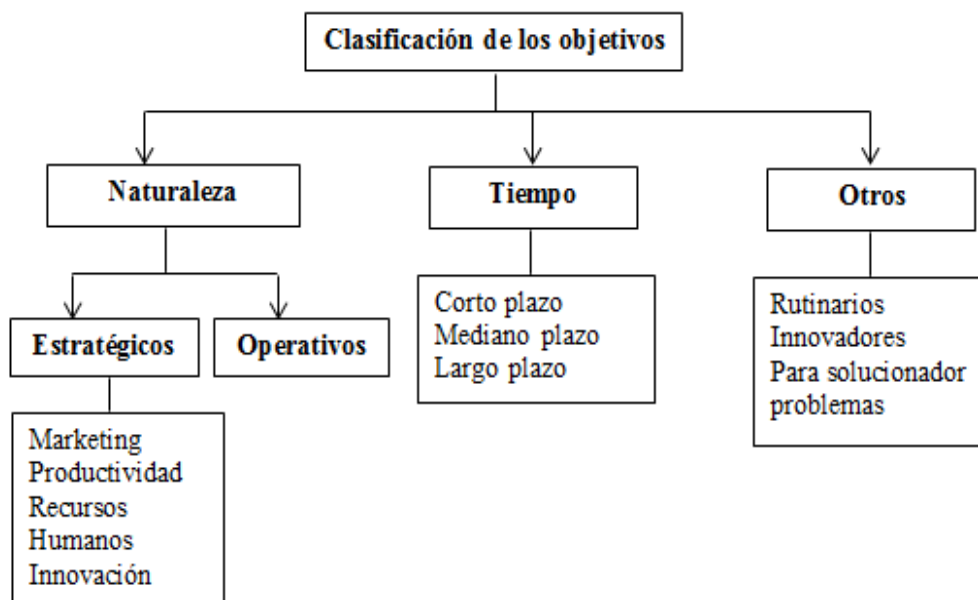 Clasificación de los objetivos
Naturaleza
Tiempo
Otros
Estratégicos
Operativos
Corto plazo
Mediano plazo
Largo plazo
Rutinarios
Innovadores
Para solucionador
problemas
Marketing
Productividad
Recursos
Humanos
Innovación